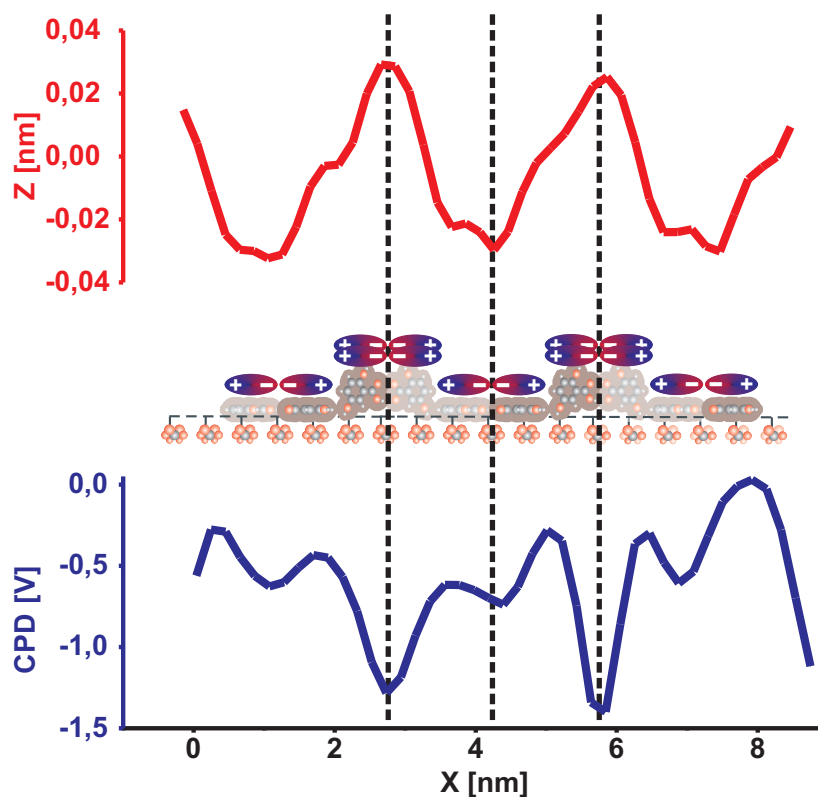 0,04
0,02
0,00
-0,02
-0,04
Z [nm]
+ - - +
+ - - +
+ - - +
+ - - +
+ - - +
+ - - +
+ - - +
0,0
-0,5
-1,0
-1,5
CPD [V]
0 2 4 6 8
X [nm]